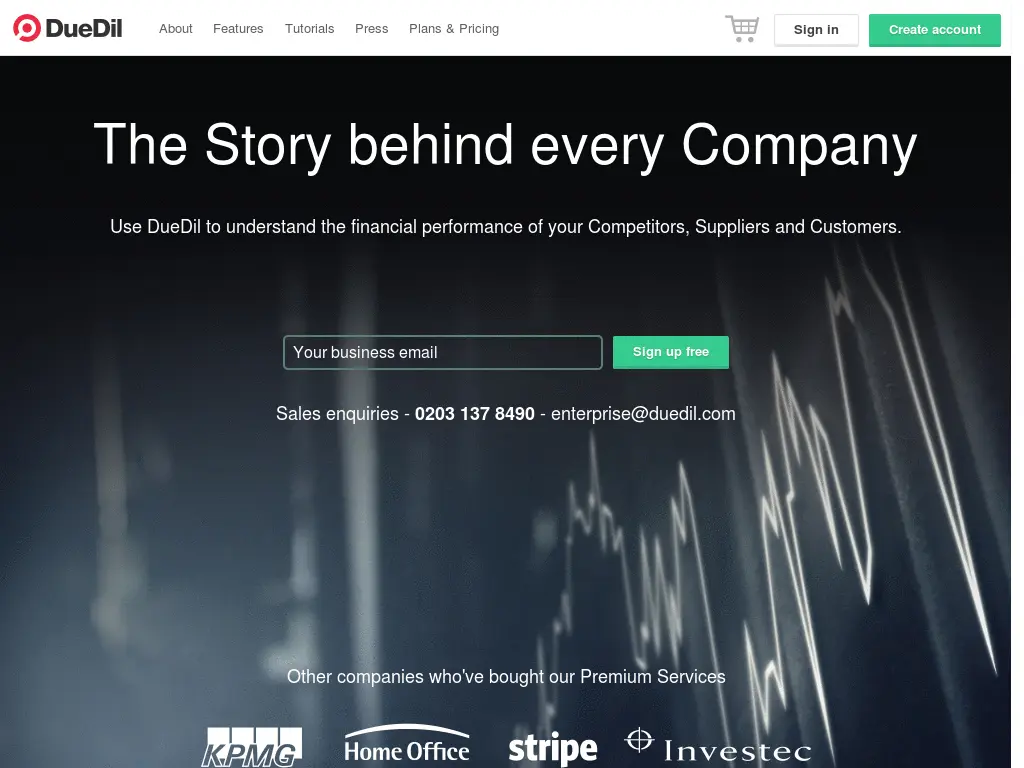 DueDil
About
Features
Tutorials
Press
Plans & Pricing
Sign in
Create account
The Story behind every Company
Use DueDil to understand the financial performance of your Competitors, Suppliers and Customers.
Your business email
Sign up free
Sales enquiries - 0203 137 8490 - enterprise@duedil.com
Other companies who've bought our Premium Services
KPMG
Home Office
stripe
Investec